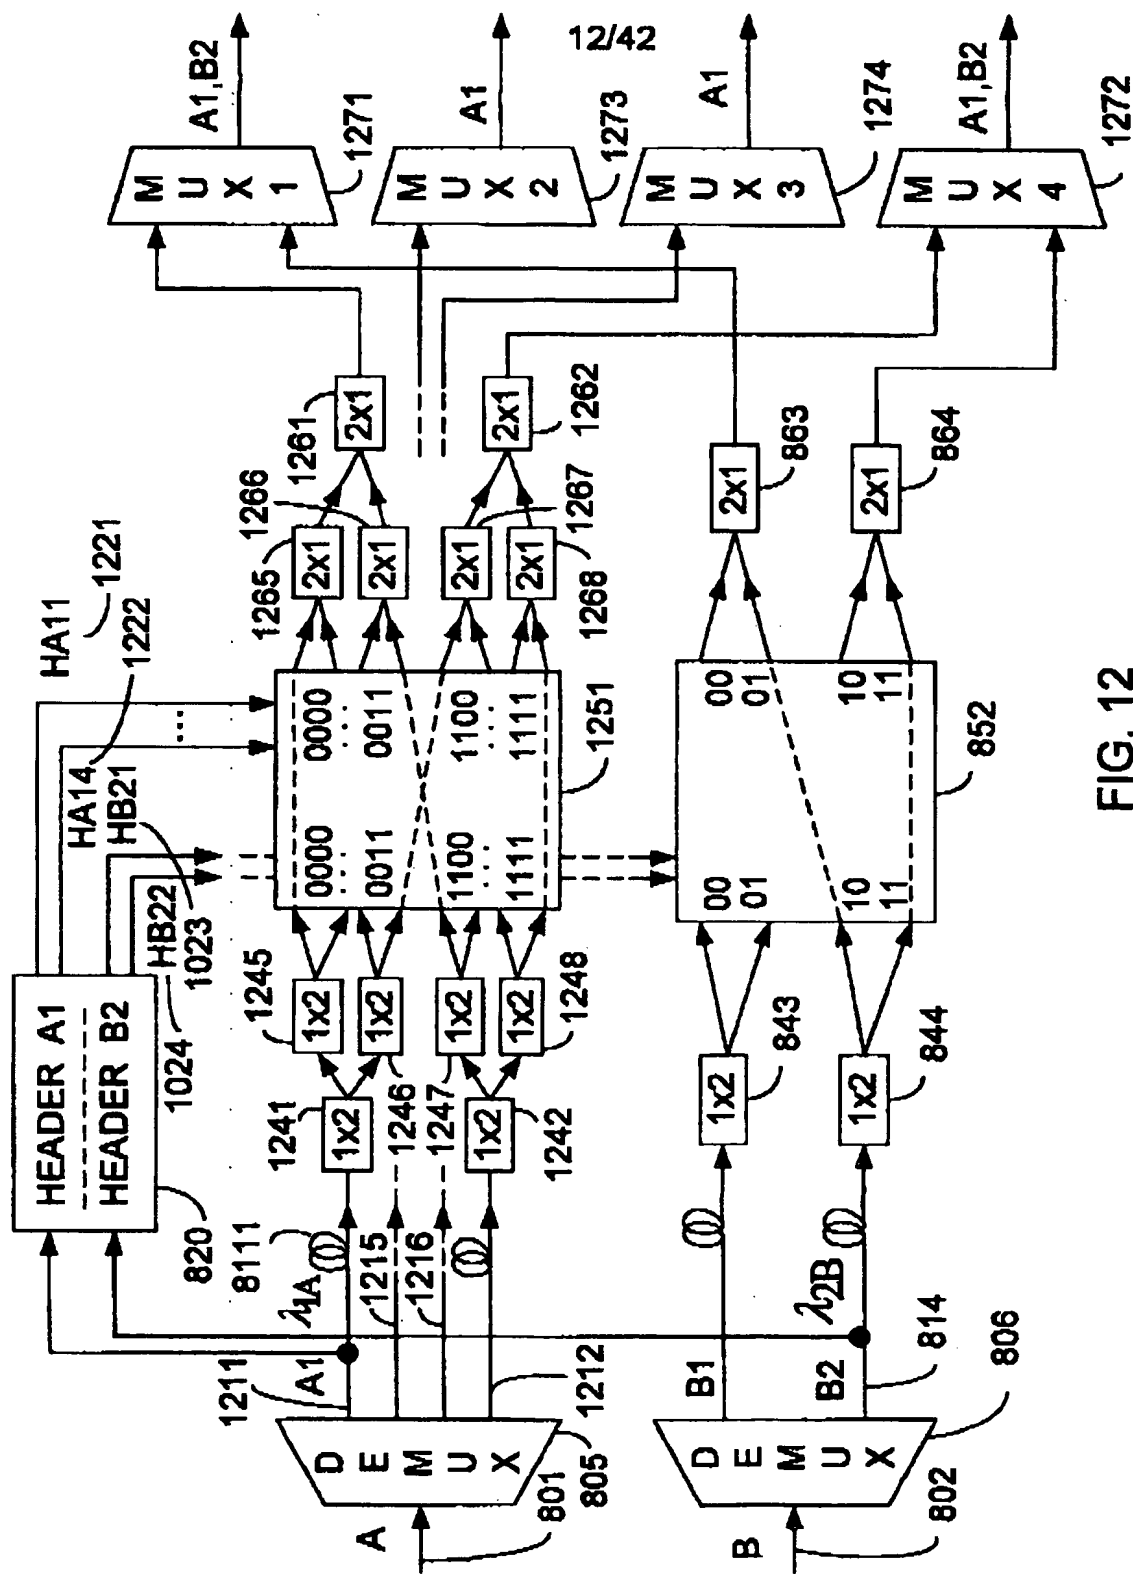 12/42
HEADER A1
HEADER B2
820
1024
HB22
1023
HB21
HA14
1222
HA11
1221
A
801
DEMUX
805
1211
A1
λ1A
8111
1215
1216
1212
1241
1x2
1242
1x2
1245
1x2
1246
1x2
1247
1x2
1248
1x2
0000
0000
0011
0011
1100
1100
1111
1111
1251
1265
2x1
1266
2x1
1267
2x1
1268
2x1
1261
2x1
1262
2x1
MUX 1
1271
A1,B2
MUX 2
1273
A1
MUX 3
1274
A1
MUX 4
1272
A1,B2
B
802
DEMUX
806
B1
B2
814
λ2B
1x2
843
1x2
844
00
01
10
11
00
01
10
11
852
2x1
863
2x1
864
FIG. 12